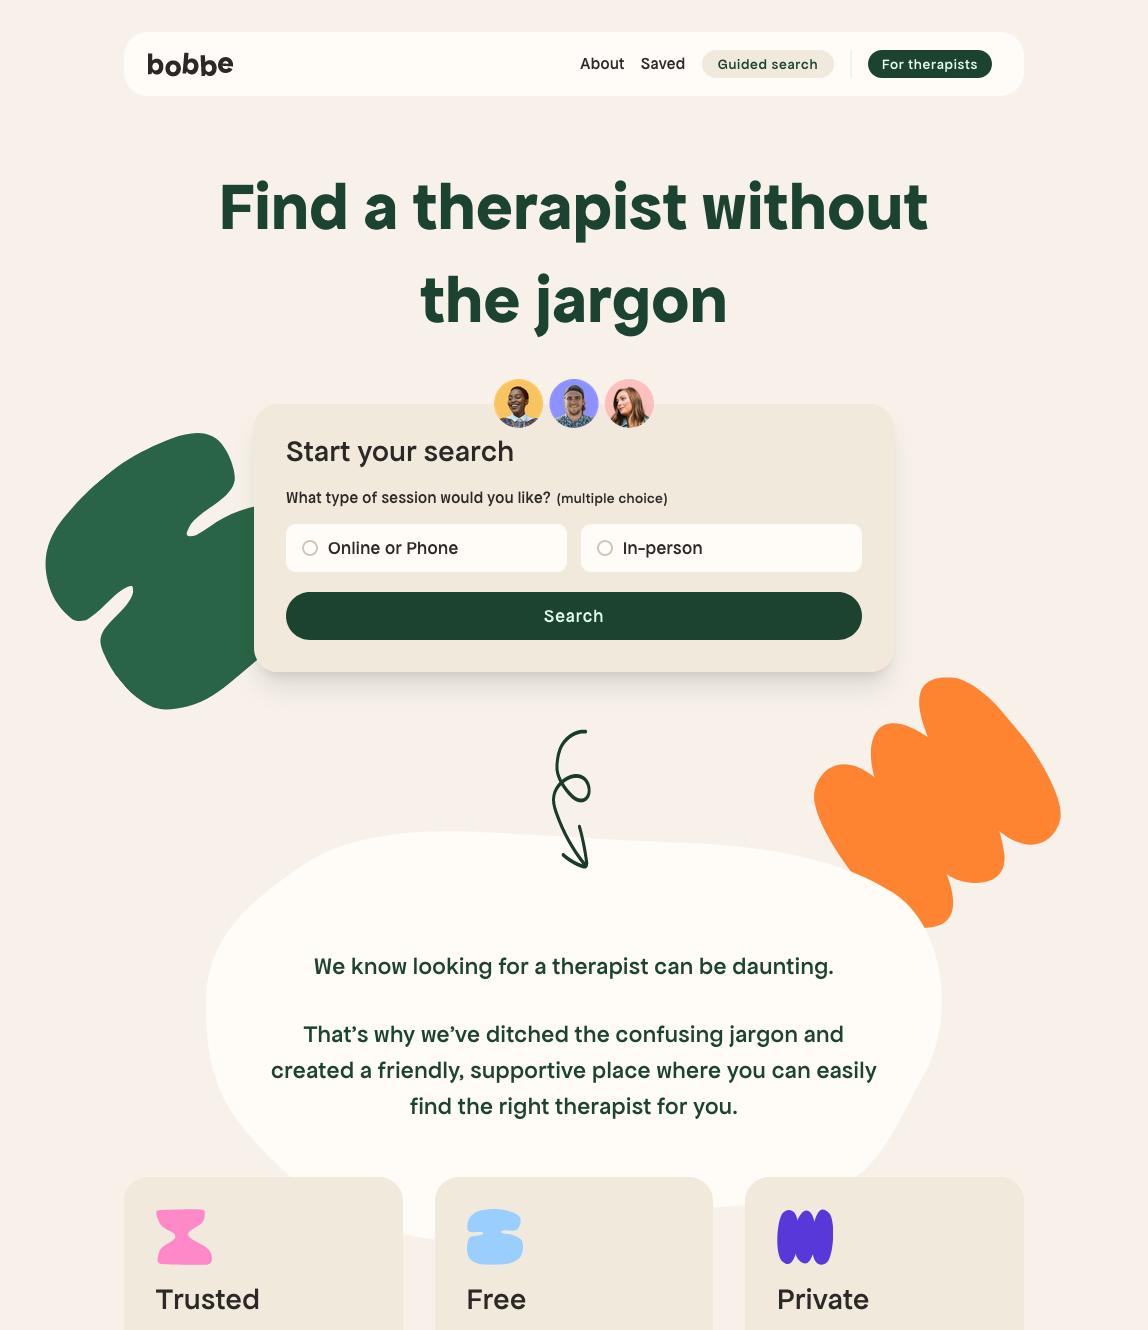 bobbe
About
Saved
Guided search
For therapists
Find a therapist without
the jargon
Start your search
What type of session would you like? (multiple choice)
Online or Phone
In-person
Search
We know looking for a therapist can be daunting.
That’s why we’ve ditched the confusing jargon and
created a friendly, supportive place where you can easily
find the right therapist for you.
Trusted
Free
Private